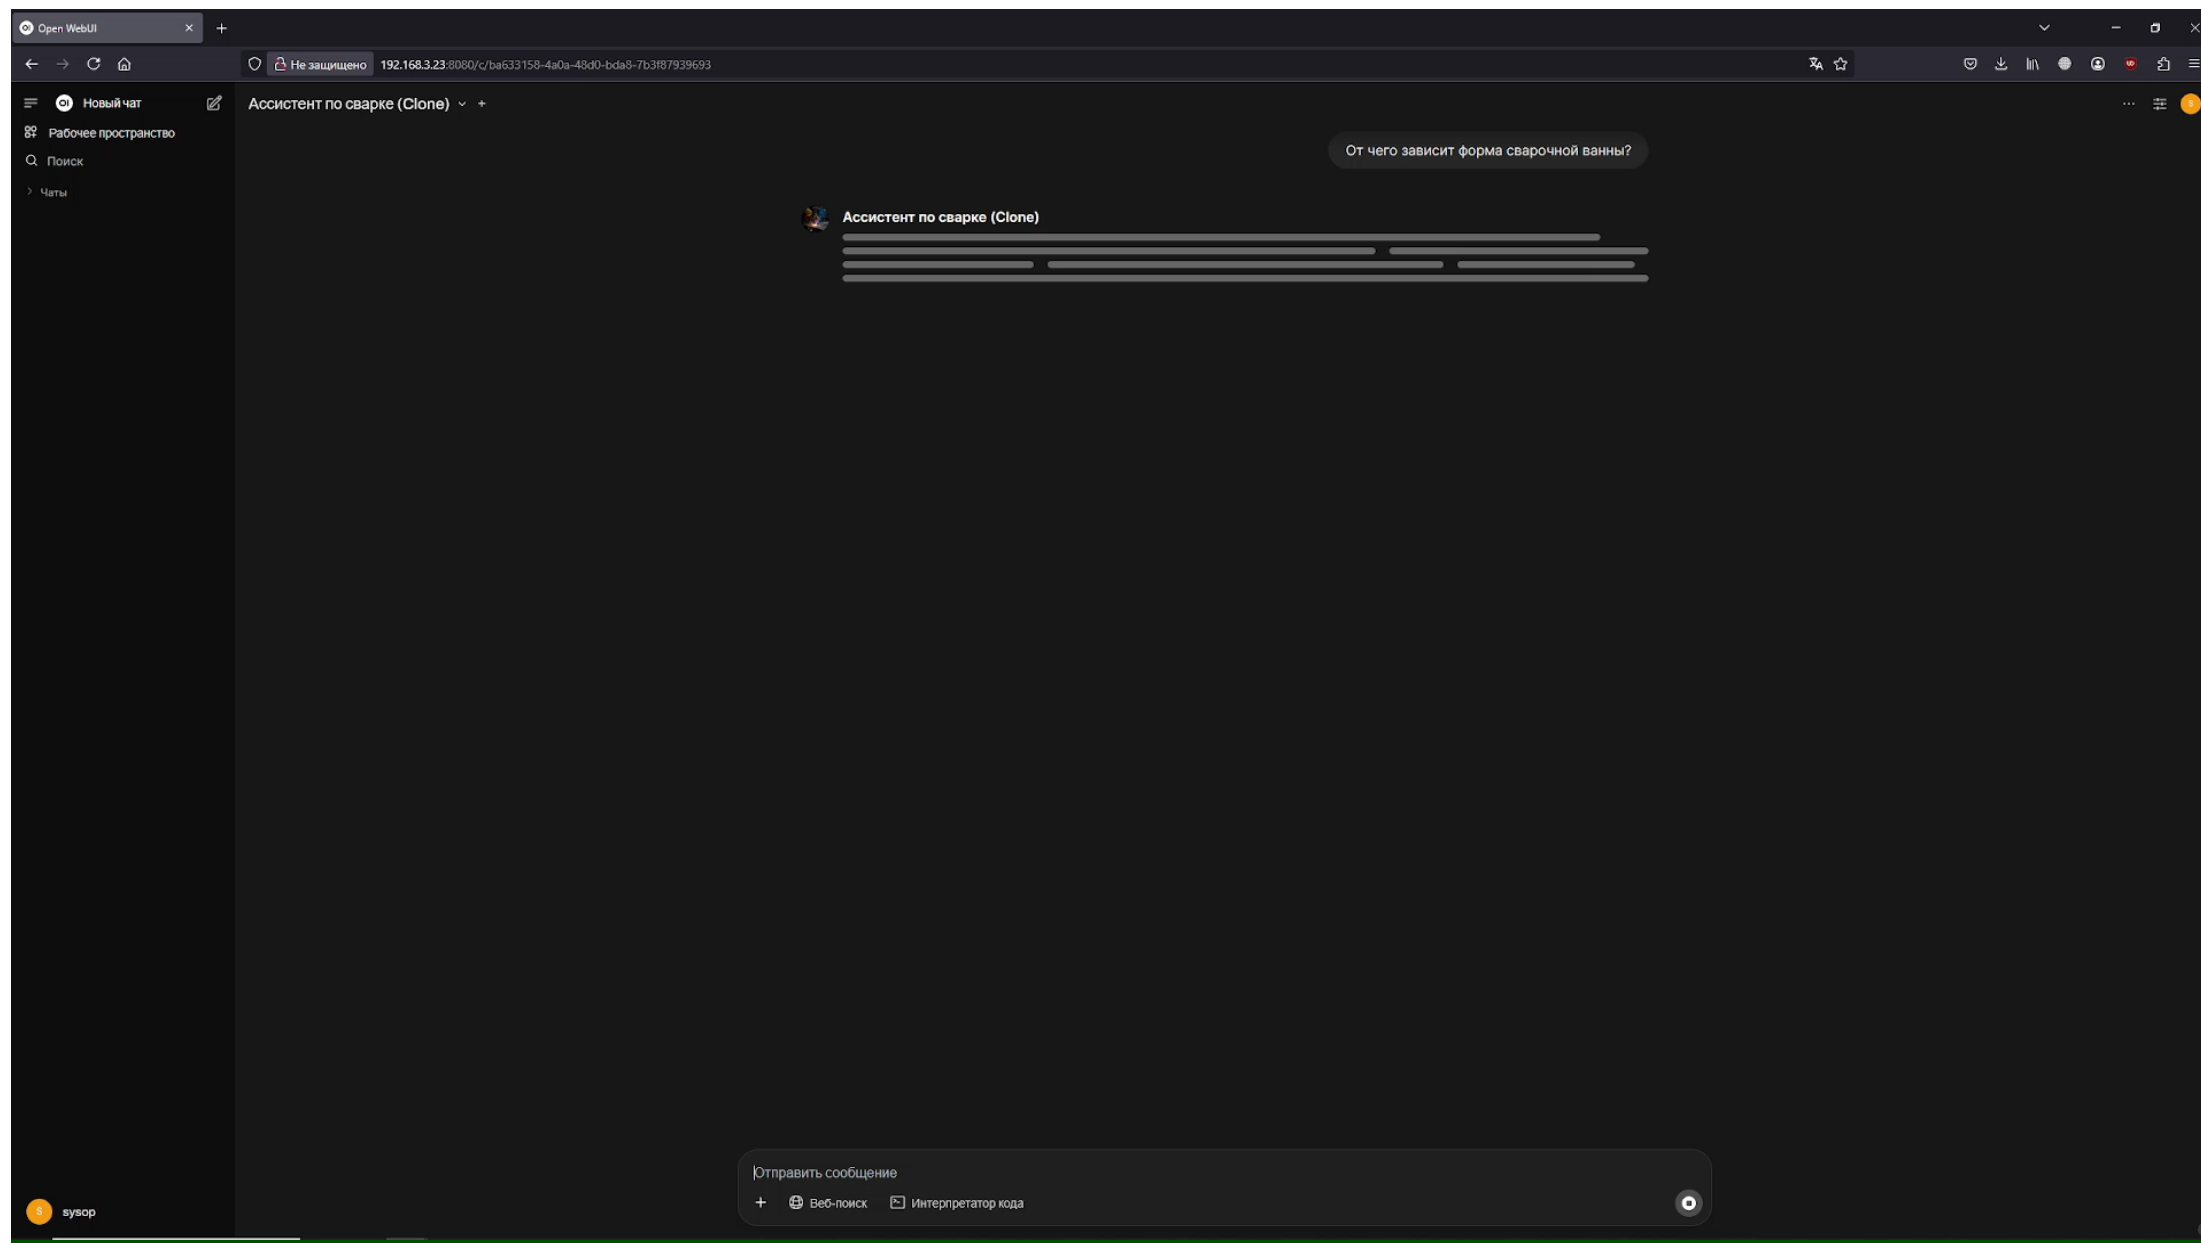 Open WebUI
Не защищено 192.168.3.23:8080/c/ba633158-4a0a-48d0-bda8-7b3f87939693
OI Новый чат
Ассистент по сварке (Clone)
S
Рабочее пространство
Поиск
Чаты
От чего зависит форма сварочной ванны?
Ассистент по сварке (Clone)
Отправить сообщение
Веб-поиск Интерпретатор кода
S sysop